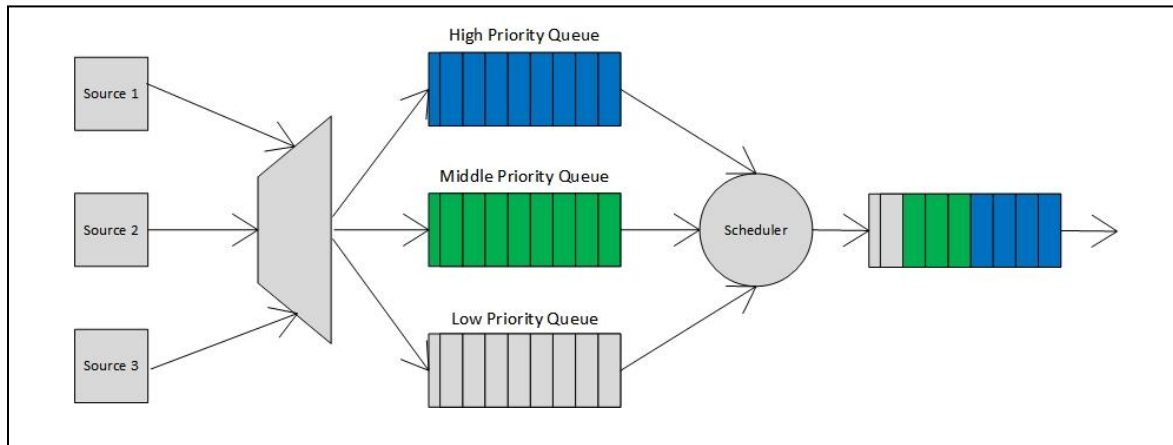 High Priority Queue
Source 1
Middle Priority Queue
Source 2
Scheduler
Low Priority Queue
Source 3